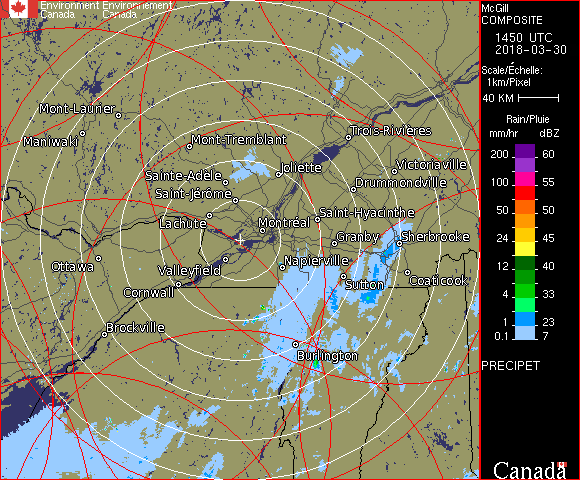 Environment Environnement
Canada Canada
McGill
COMPOSITE
1450 UTC
2018-03-30
Scale/Échelle:
1km/Pixel
40 KM
Rain/Pluie
mm/hr dBZ
200 60
150 57
100 55
50 50
24 45
12 40
4 33
1 23
0.1 7
PRECIPET
Canada
Mont-Laurier
Maniwaki
Mont-Tremblant
Trois-Rivières
Sainte-Adèle
Joliette
Victoriaville
Saint-Jérôme
Drummondville
Lachute
Montréal
Saint-Hyacinthe
Granby
Sherbrooke
Ottawa
Valleyfield
Napierville
Cornwall
Sutton
Coaticook
Brockville
Burlington